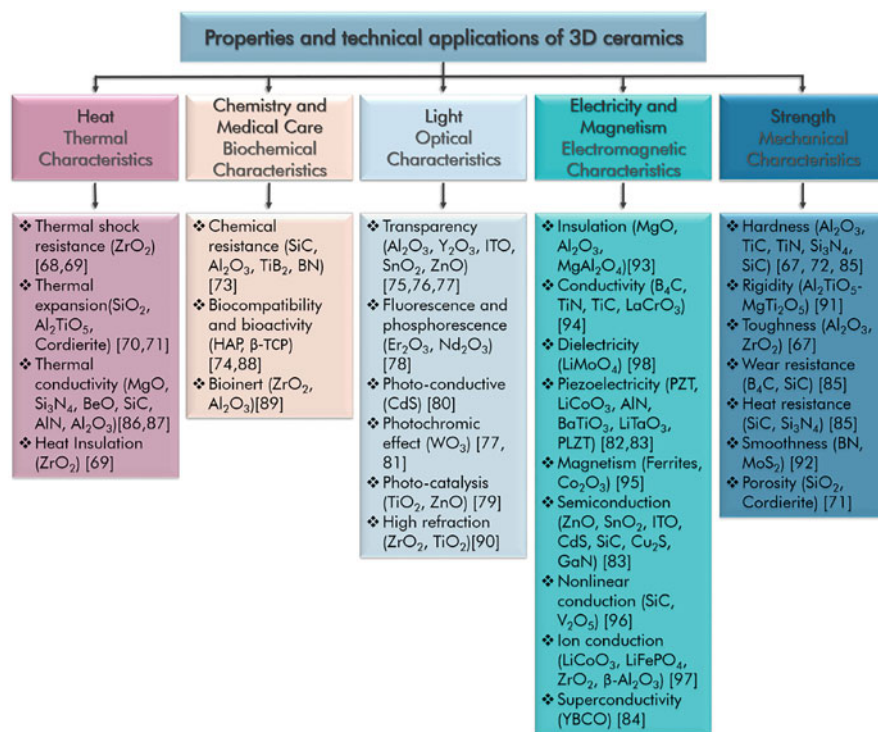 Properties and technical applications of 3D ceramics
Heat
Thermal
Characteristics
Chemistry and
Medical Care
Biochemical
Characteristics
Light
Optical
Characteristics
Electricity and
Magnetism
Electromagnetic
Characteristics
Strength
Mechanical
Characteristics
❖ Thermal shock
resistance (ZrO₂)
[68,69]
❖ Thermal
expansion(SiO₂,
Al₂TiO₅,
Cordierite) [70,71]
❖ Thermal
conductivity (MgO,
Si₃N₄, BeO, SiC,
AlN, Al₂O₃)[86,87]
❖ Heat Insulation
(ZrO₂) [69]
❖ Chemical
resistance (SiC,
Al₂O₃, TiB₂, BN)
[73]
❖ Biocompatibility
and bioactivity
(HAP, β-TCP)
[74,88]
❖ Bioinert (ZrO₂,
Al₂O₃)[89]
❖ Transparency
(Al₂O₃, Y₂O₃, ITO,
SnO₂, ZnO)
[75,76,77]
❖ Fluorescence and
phosphorescence
(Er₂O₃, Nd₂O₃)
[78]
❖ Photo-conductive
(CdS) [80]
❖ Photochromic
effect (WO₃) [77,
81]
❖ Photo-catalysis
(TiO₂, ZnO) [79]
❖ High refraction
(ZrO₂, TiO₂)[90]
❖ Insulation (MgO,
Al₂O₃,
MgAl₂O₄)[93]
❖ Conductivity (B₄C,
TiN, TiC, LaCrO₃)
[94]
❖ Dielectricity
(LiMoO₄) [98]
❖ Piezoelectricity (PZT,
LiCoO₃, AlN,
BaTiO₃, LiTaO₃,
PLZT) [82,83]
❖ Magnetism (Ferrites,
Co₂O₃) [95]
❖ Semiconduction
(ZnO, SnO₂, ITO,
CdS, SiC, Cu₂S,
GaN) [83]
❖ Nonlinear
conduction (SiC,
V₂O₅) [96]
❖ Ion conduction
(LiCoO₃, LiFePO₄,
ZrO₂, β-Al₂O₃) [97]
❖ Superconductivity
(YBCO) [84]
❖ Hardness (Al₂O₃,
TiC, TiN, Si₃N₄,
SiC) [67, 72, 85]
❖ Rigidity (Al₂TiO₅-
MgTi₂O₅) [91]
❖ Toughness (Al₂O₃,
ZrO₂) [67]
❖ Wear resistance
(B₄C, SiC) [85]
❖ Heat resistance
(SiC, Si₃N₄) [85]
❖ Smoothness (BN,
MoS₂) [92]
❖ Porosity (SiO₂,
Cordierite) [71]